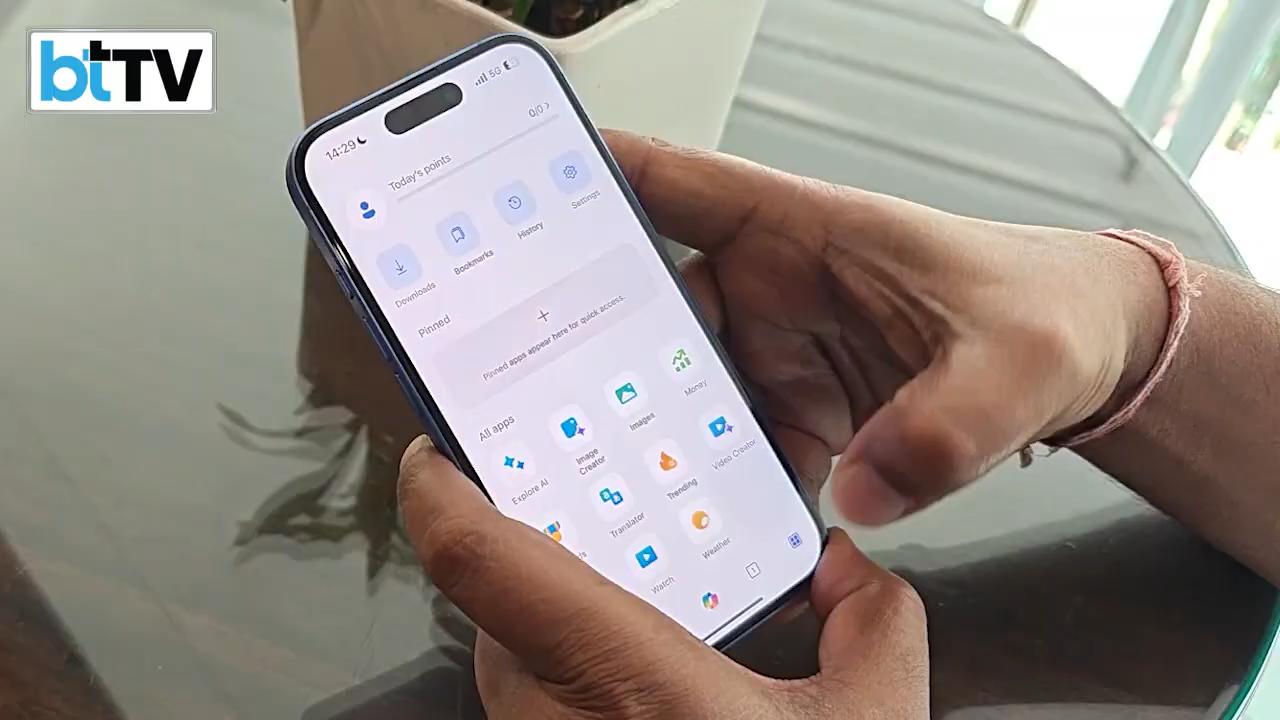 btTV
14:29
5G
Today's points
0/0
Downloads
Bookmarks
History
Settings
Pinned
+
Pinned apps appear here for quick access.
All apps
Explore AI
Image
Creator
Images
Money
Translator
Trending
Video Creator
Watch
Weather
1